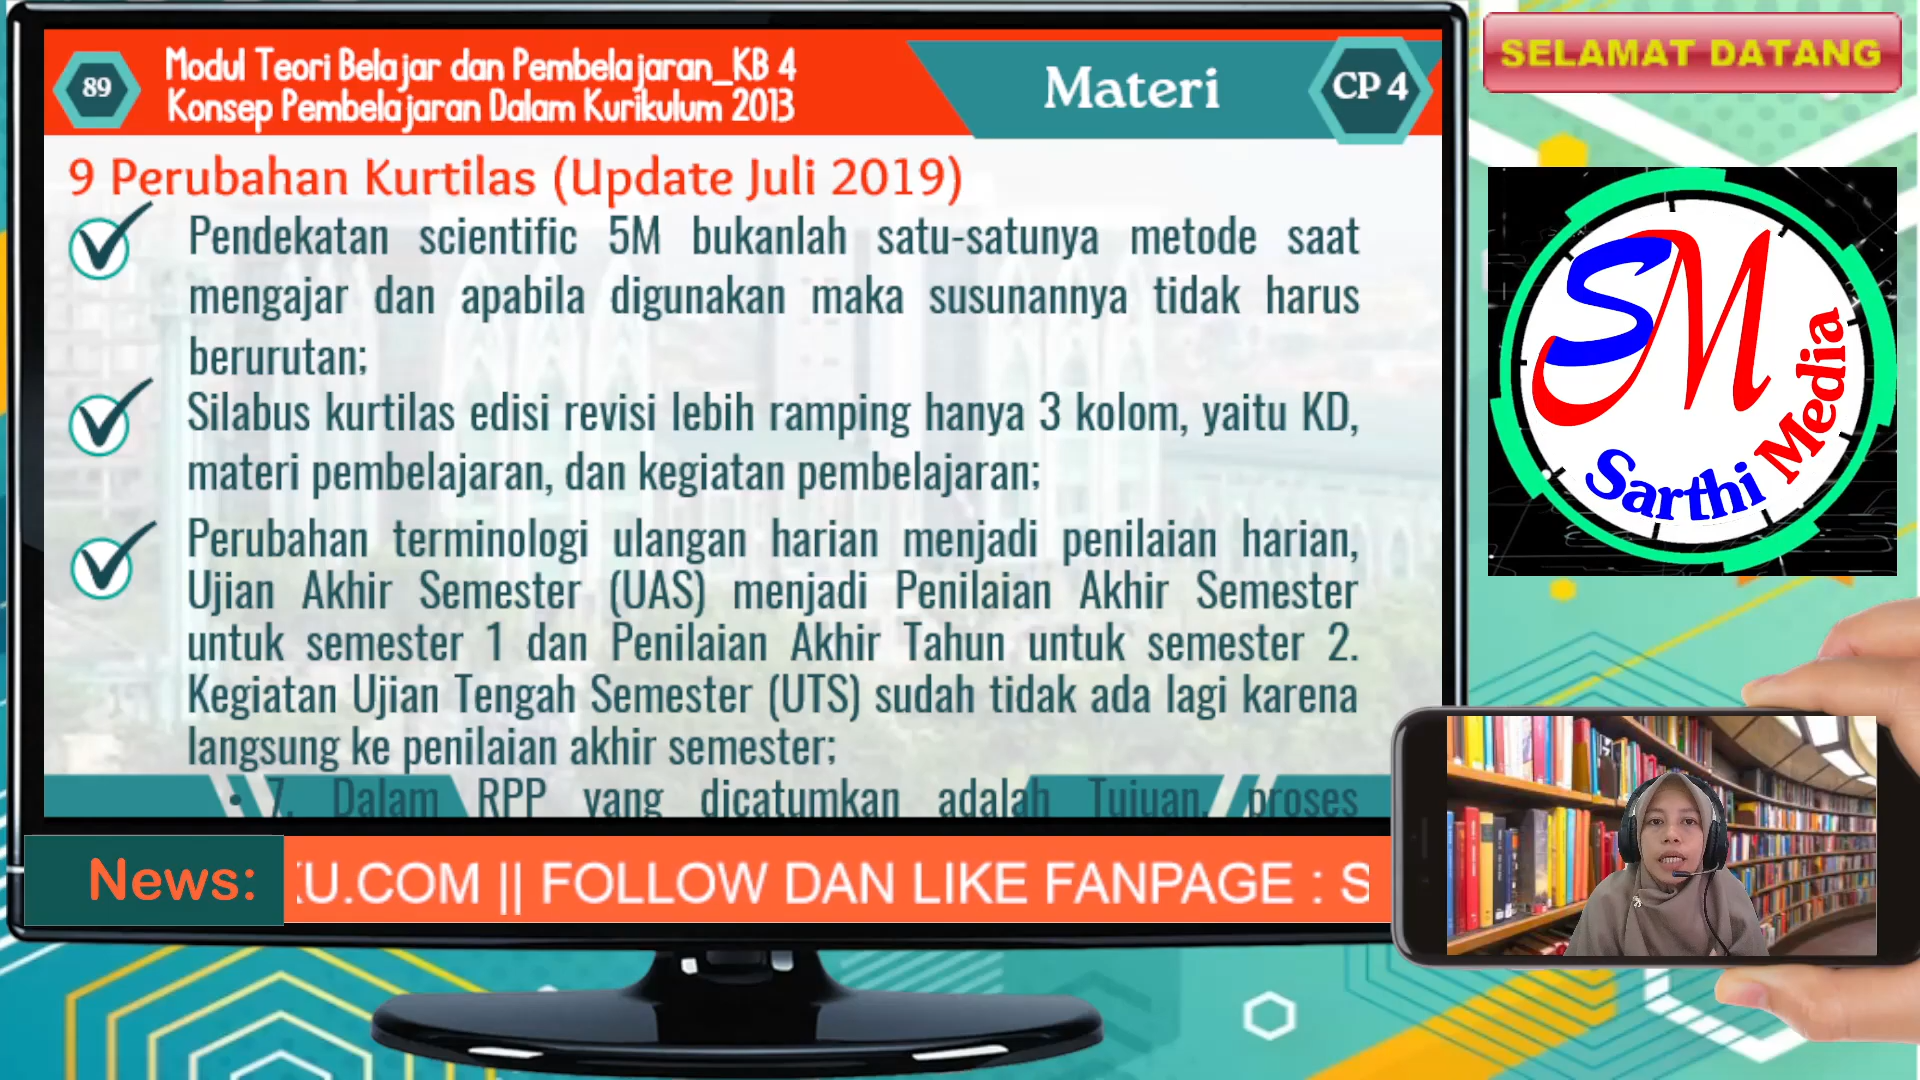 89
Modul Teori Belajar dan Pembelajaran_KB 4
Konsep Pembelajaran Dalam Kurikulum 2013
Materi
CP 4
SELAMAT DATANG
9 Perubahan Kurtilas (Update Juli 2019)
Pendekatan scientific 5M bukanlah satu-satunya metode saat
mengajar dan apabila digunakan maka susunannya tidak harus
berurutan;
Silabus kurtilas edisi revisi lebih ramping hanya 3 kolom, yaitu KD,
materi pembelajaran, dan kegiatan pembelajaran;
Perubahan terminologi ulangan harian menjadi penilaian harian,
Ujian Akhir Semester (UAS) menjadi Penilaian Akhir Semester
untuk semester 1 dan Penilaian Akhir Tahun untuk semester 2.
Kegiatan Ujian Tengah Semester (UTS) sudah tidak ada lagi karena
langsung ke penilaian akhir semester;
• 7. Dalam RPP yang dicatumkan adalah Tujuan, proses
SM
Sarthi Media
News:
KU.COM || FOLLOW DAN LIKE FANPAGE : S